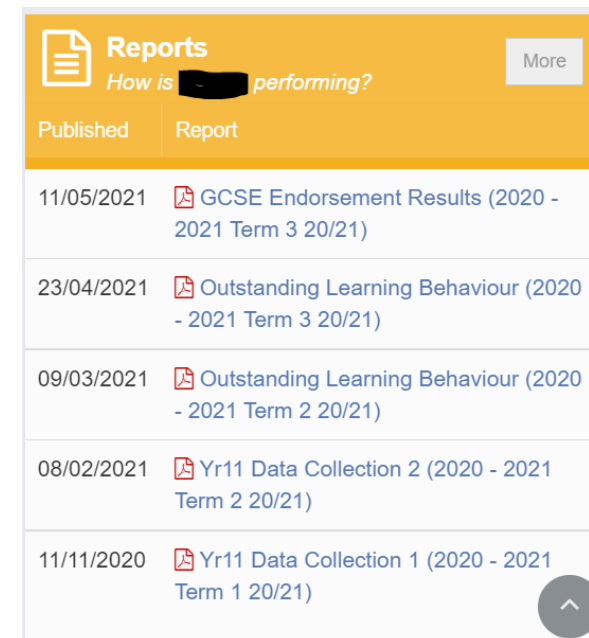 Reports
How is performing?
More
Published Report
11/05/2021 GCSE Endorsement Results (2020 -
2021 Term 3 20/21)
23/04/2021 Outstanding Learning Behaviour (2020
- 2021 Term 3 20/21)
09/03/2021 Outstanding Learning Behaviour (2020
- 2021 Term 2 20/21)
08/02/2021 Yr11 Data Collection 2 (2020 - 2021
Term 2 20/21)
11/11/2020 Yr11 Data Collection 1 (2020 - 2021
Term 1 20/21)